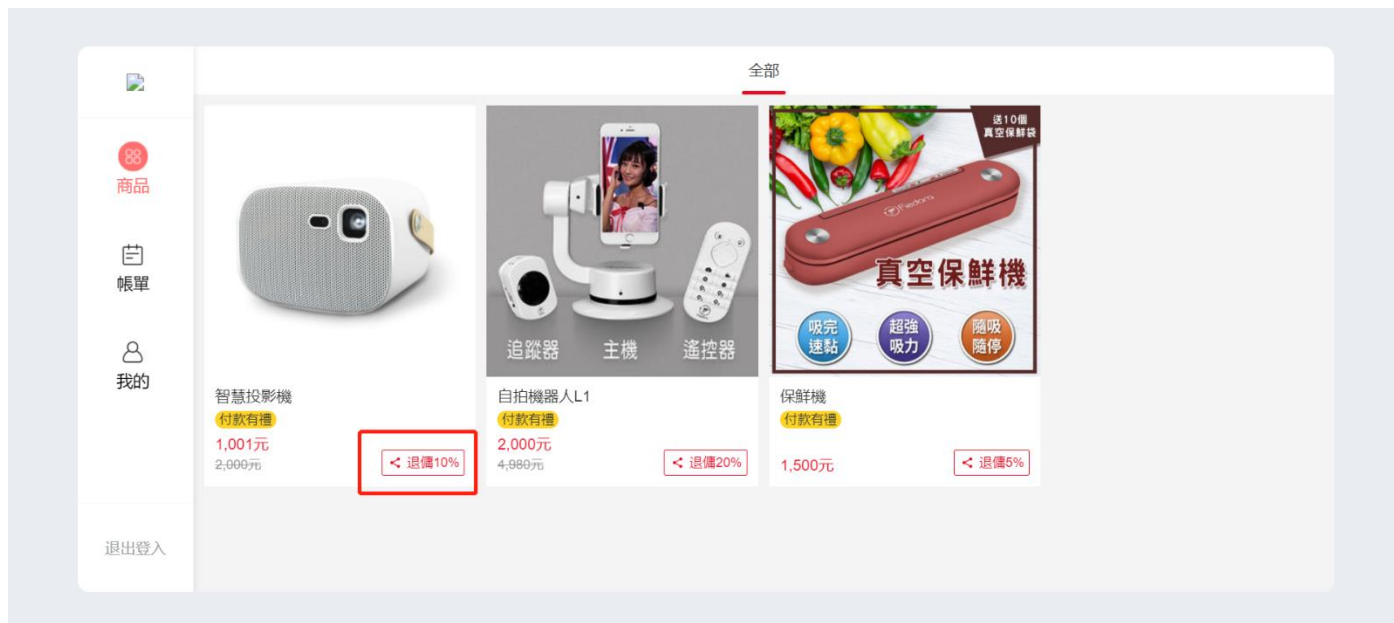 全部
商品
帳單
我的
退出登入
追蹤器 主機 遙控器
送10個
真空保鮮袋
真空保鮮機
吸完
速黏
超強
吸力
隨吸
隨停
智慧投影機
付款有禮
1,001元
2,000元
退傭10%
自拍機器人L1
付款有禮
2,000元
4,980元
退傭20%
保鮮機
付款有禮
1,500元
退傭5%